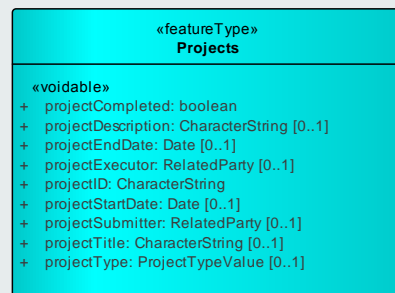 «featureType»
Projects
«voidable»
+ projectCompleted: boolean
+ projectDescription: CharacterString [0..1]
+ projectEndDate: Date [0..1]
+ projectExecutor: RelatedParty [0..1]
+ projectID: CharacterString
+ projectStartDate: Date [0..1]
+ projectSubmitter: RelatedParty [0..1]
+ projectTitle: CharacterString [0..1]
+ projectType: ProjectTypeValue [0..1]